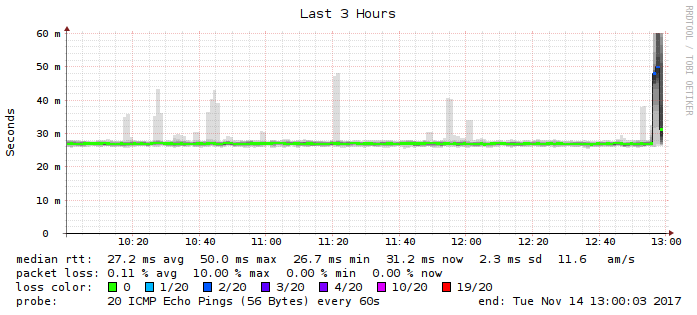 Last 3 Hours
RRDTOOL / TOBI OETIKER
Seconds
60 m
50 m
40 m
30 m
20 m
10 m
0
10:20 10:40 11:00 11:20 11:40 12:00 12:20 12:40 13:00
median rtt: 27.2 ms avg 50.0 ms max 26.7 ms min 31.2 ms now 2.3 ms sd 11.6 am/s
packet loss: 0.11 % avg 10.00 % max 0.00 % min 0.00 % now
loss color: 0 1/20 2/20 3/20 4/20 10/20 19/20
probe: 20 ICMP Echo Pings (56 Bytes) every 60s end: Tue Nov 14 13:00:03 2017